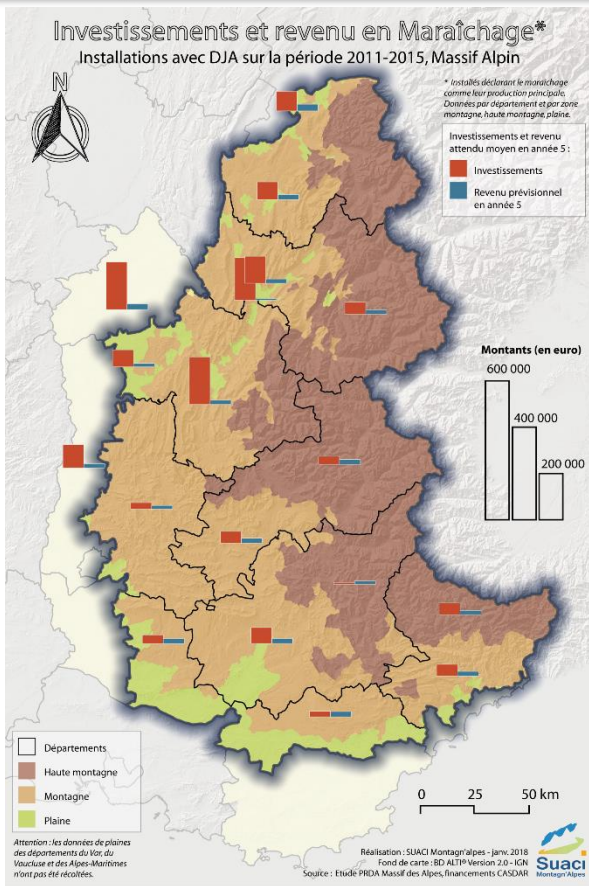 Investissements et revenu en Maraîchage*
Installations avec DJA sur la période 2011-2015, Massif Alpin
N
* Installés déclarant le maraîchage
comme leur production principale.
Données par département et par zone
montagne, haute montagne, plaine.
Investissements et revenu
attendu moyen en année 5 :
Investissements
Revenu prévisionnel
en année 5
Montants (en euro)
600 000
400 000
200 000
Départements
Haute montagne
Montagne
Plaine
0 25 50 km
Attention : les données de plaines
des départements du Var, du
Vaucluse et des Alpes-Maritimes
n'ont pas été récoltées.
Réalisation : SUACI Montagn'alpes - janv. 2018
Fond de carte : BD ALTI® Version 2.0 - IGN
Source : Etude PRDA Massif des Alpes, financements CASDAR
Suaci
Montagn'Alpes